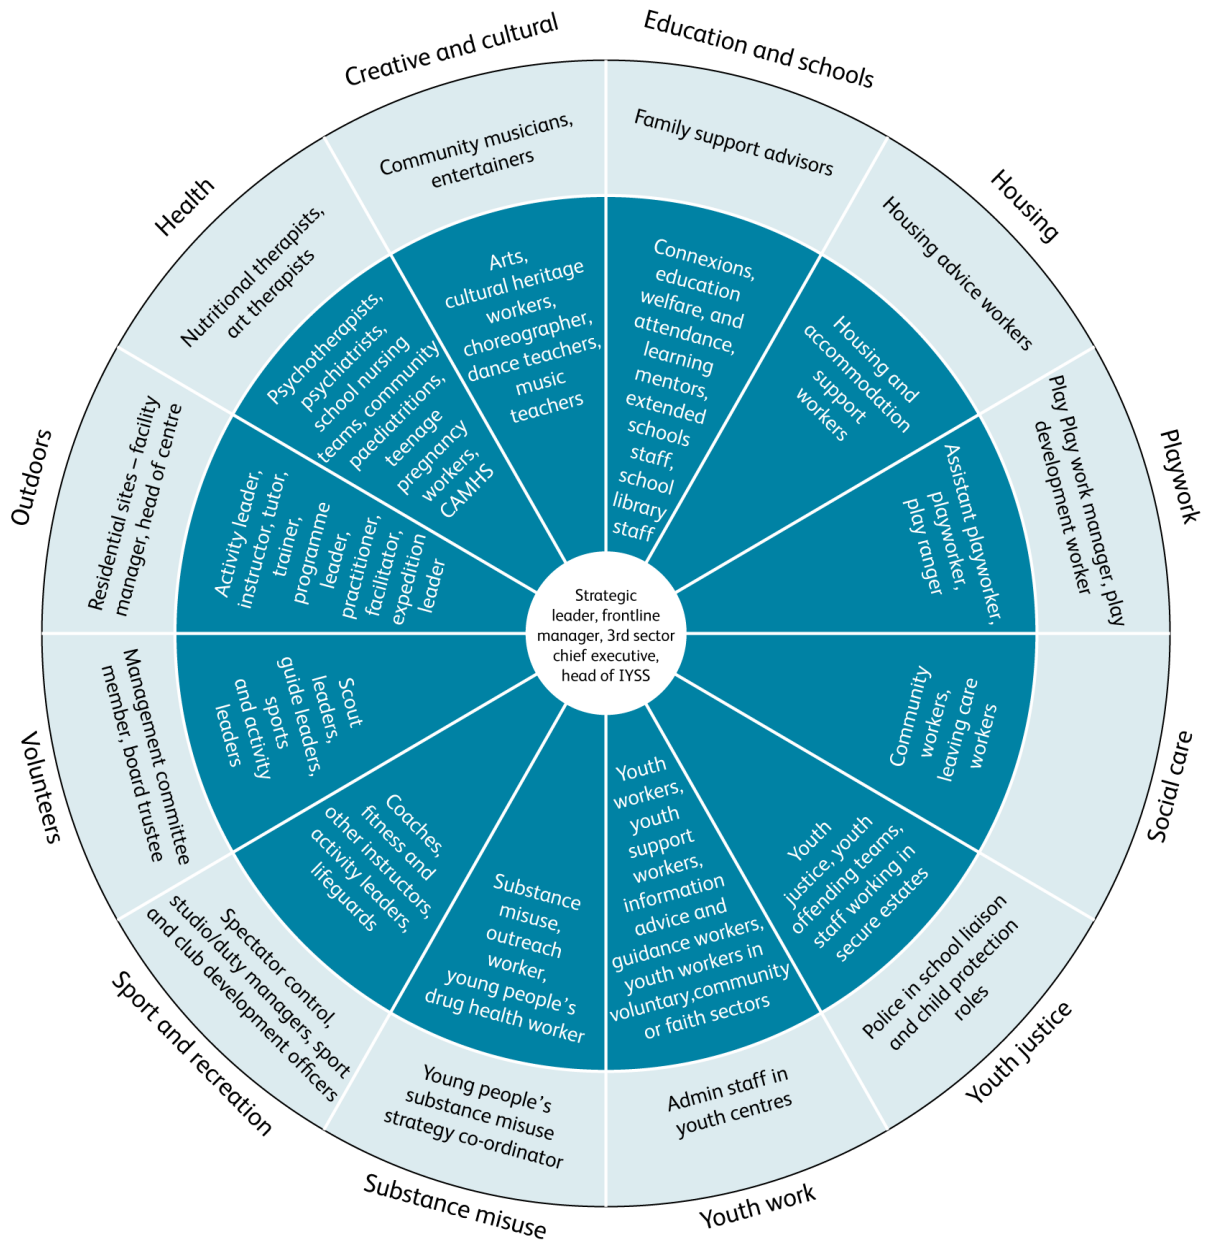 Creative and cultural
Education and schools
Housing
Playwork
Social care
Youth justice
Youth work
Substance misuse
Sport and recreation
Volunteers
Outdoors
Health
Community musicians,
entertainers
Family support advisors
Housing advice workers
Play Play work manager, play
development worker
Police in school liaison
and child protection
roles
Admin staff in
youth centres
Young people’s
substance misuse
strategy co-ordinator
Spectator control,
studio/duty managers, sport
and club development officers
Management committee
member, board trustee
Residential sites – facility
manager, head of centre
Nutritional therapists,
art therapists
Arts,
cultural heritage
workers,
choreographer,
dance teachers,
music
teachers
Connexions,
education
welfare, and
attendance,
learning
mentors,
extended
schools
staff,
school
library
staff
Housing and
accommodation
support
workers
Assistant playworker,
playworker,
play ranger
Community
workers,
leaving care
workers
Youth
justice, youth
offending teams,
staff working in
secure estates
Youth
workers,
youth
support
workers,
information
advice and
guidance workers,
youth workers in
voluntary,community
or faith sectors
Substance
misuse,
outreach
worker,
young people’s
drug health worker
Coaches,
fitness and
other instructors,
activity leaders,
lifeguards
Scout
leaders,
guide leaders,
sports
and activity
leaders
Activity leader,
instructor, tutor,
trainer,
programme
leader,
practitioner,
facilitator,
expedition
leader
Psychotherapists,
psychiatrists,
school nursing
teams, community
paediatritions,
teenage
pregnancy
workers,
CAMHS
Strategic
leader, frontline
manager, 3rd sector
chief executive,
head of IYSS